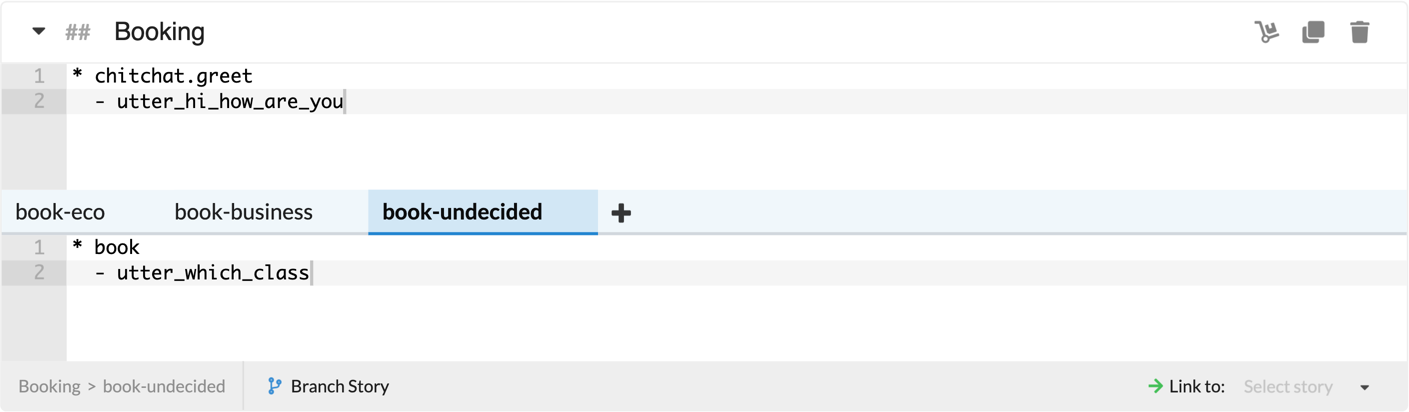 ## Booking
1 * chitchat.greet
2 - utter_hi_how_are_you
book-eco book-business book-undecided +
1 * book
2 - utter_which_class
Booking > book-undecided Branch Story Link to: Select story